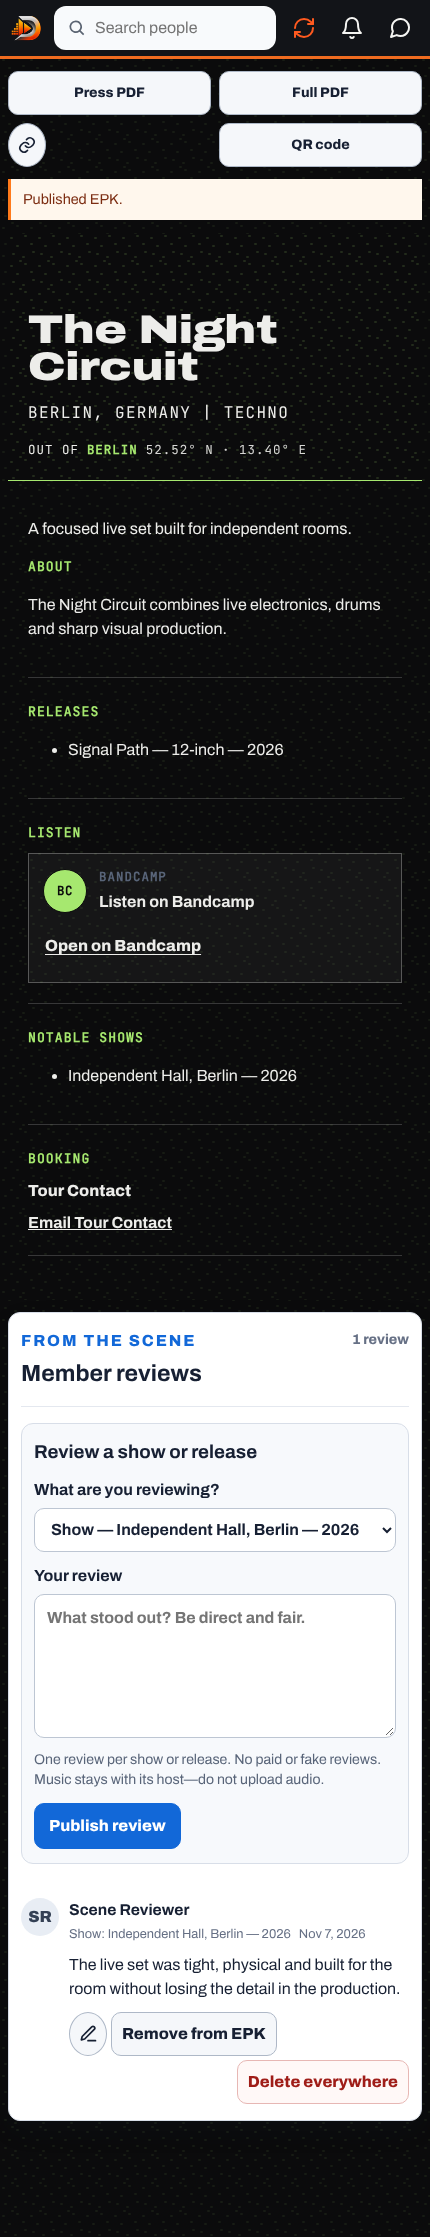 Search people
Press PDF
Full PDF
QR code
Published EPK.
The Night
Circuit
BERLIN, GERMANY | TECHNO
OUT OF BERLIN 52.52° N · 13.40° E
A focused live set built for independent rooms.
ABOUT
The Night Circuit combines live electronics, drums
and sharp visual production.
RELEASES
• Signal Path — 12-inch — 2026
LISTEN
BC
BANDCAMP
Listen on Bandcamp
Open on Bandcamp
NOTABLE SHOWS
• Independent Hall, Berlin — 2026
BOOKING
Tour Contact
Email Tour Contact
FROM THE SCENE
1 review
Member reviews
Review a show or release
What are you reviewing?
Show — Independent Hall, Berlin — 2026
Your review
What stood out? Be direct and fair.
One review per show or release. No paid or fake reviews.
Music stays with its host—do not upload audio.
Publish review
SR
Scene Reviewer
Show: Independent Hall, Berlin — 2026 Nov 7, 2026
The live set was tight, physical and built for the
room without losing the detail in the production.
Remove from EPK
Delete everywhere